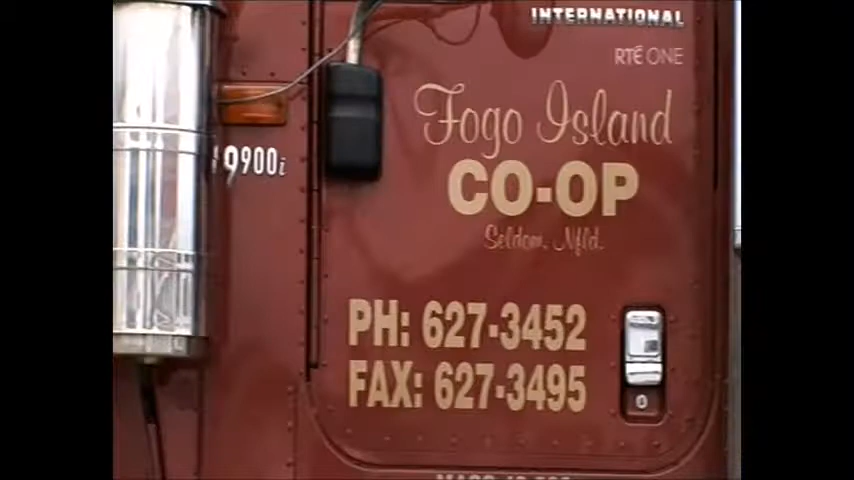 INTERNATIONAL
RTÉ ONE
Fogo Island
9900i
CO-OP
Seldom, Nfld.
PH: 627-3452
FAX: 627-3495